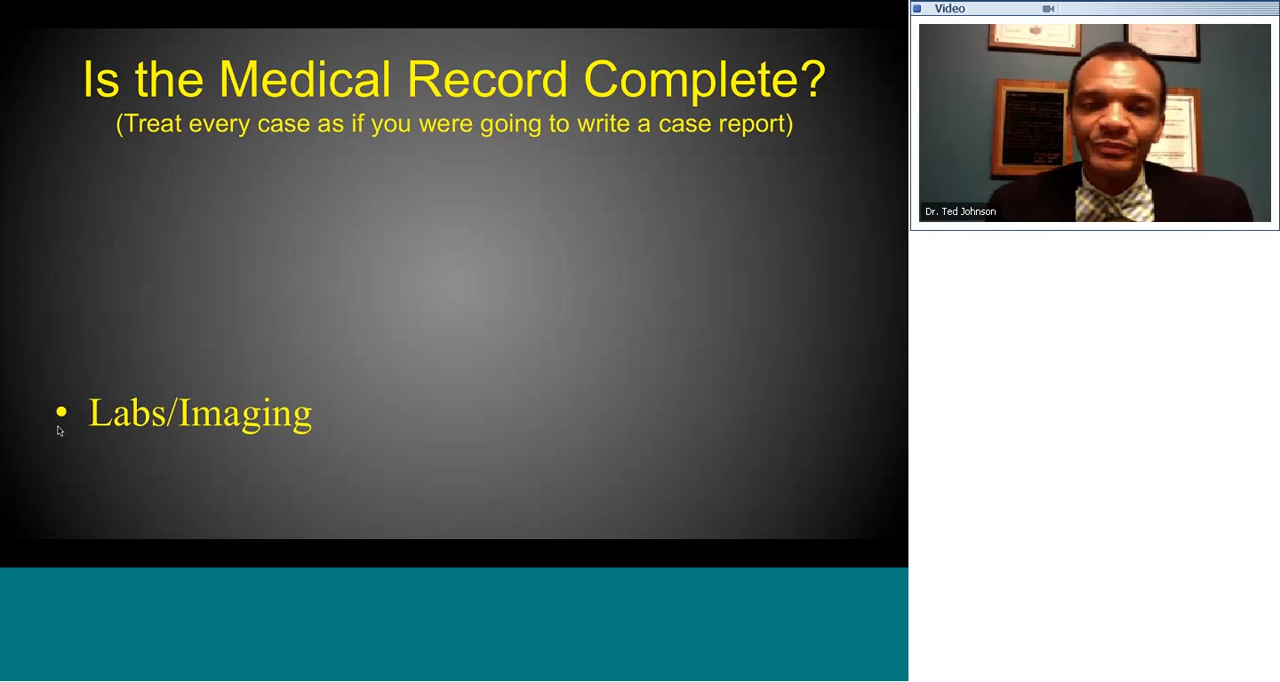 Is the Medical Record Complete?
(Treat every case as if you were going to write a case report)
• Labs/Imaging
Video
Dr. Ted Johnson